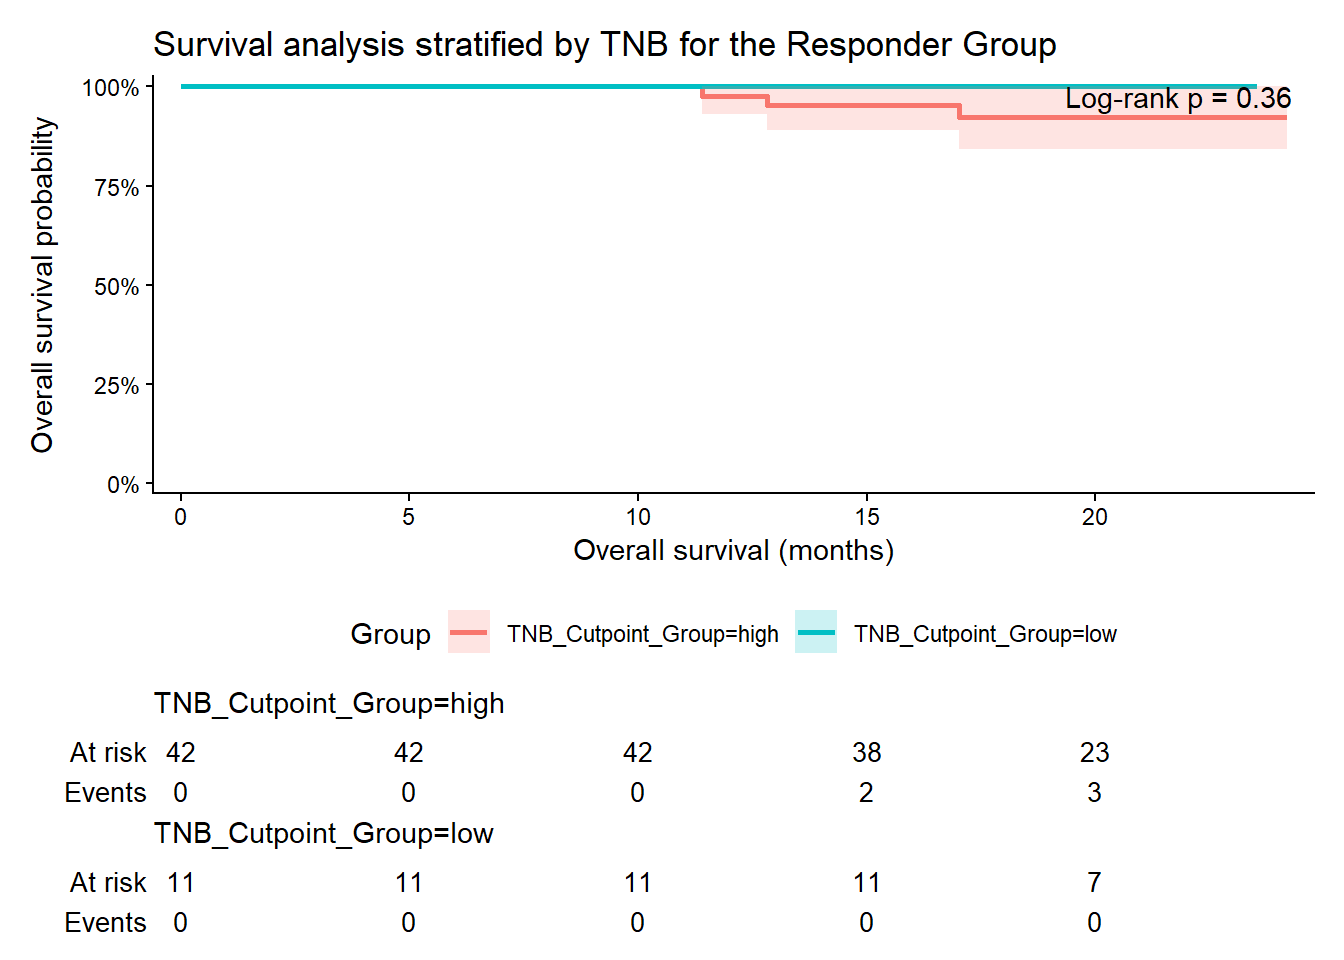 Survival analysis stratified by TNB for the Responder Group
Overall survival probability
100%
75%
50%
25%
0%
Log-rank p = 0.36
0 5 10 15 20
Overall survival (months)
Group TNB_Cutpoint_Group=high TNB_Cutpoint_Group=low
TNB_Cutpoint_Group=high
At risk 42 42 42 38 23
Events 0 0 0 2 3
TNB_Cutpoint_Group=low
At risk 11 11 11 11 7
Events 0 0 0 0 0